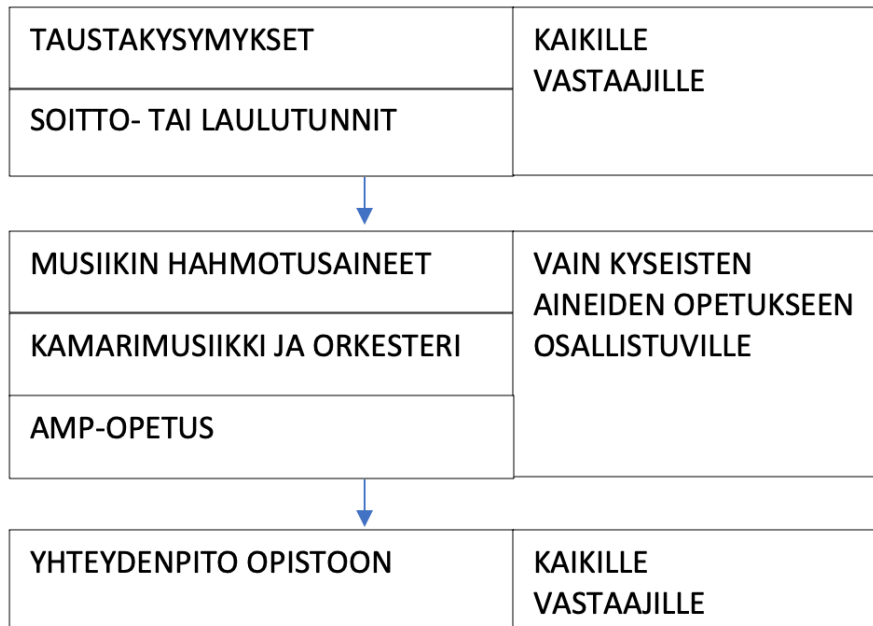 TAUSTAKYSYMYKSET
SOITTO- TAI LAULUTUNNIT
KAIKILLE
VASTAAJILLE
MUSIIKIN HAHMOTUSAINEET
KAMARIMUSIIKKI JA ORKESTERI
AMP-OPETUS
VAIN KYSEISTEN
AINEIDEN OPETUKSEEN
OSALLISTUVILLE
YHTEYDENPITO OPISTOON
KAIKILLE
VASTAAJILLE